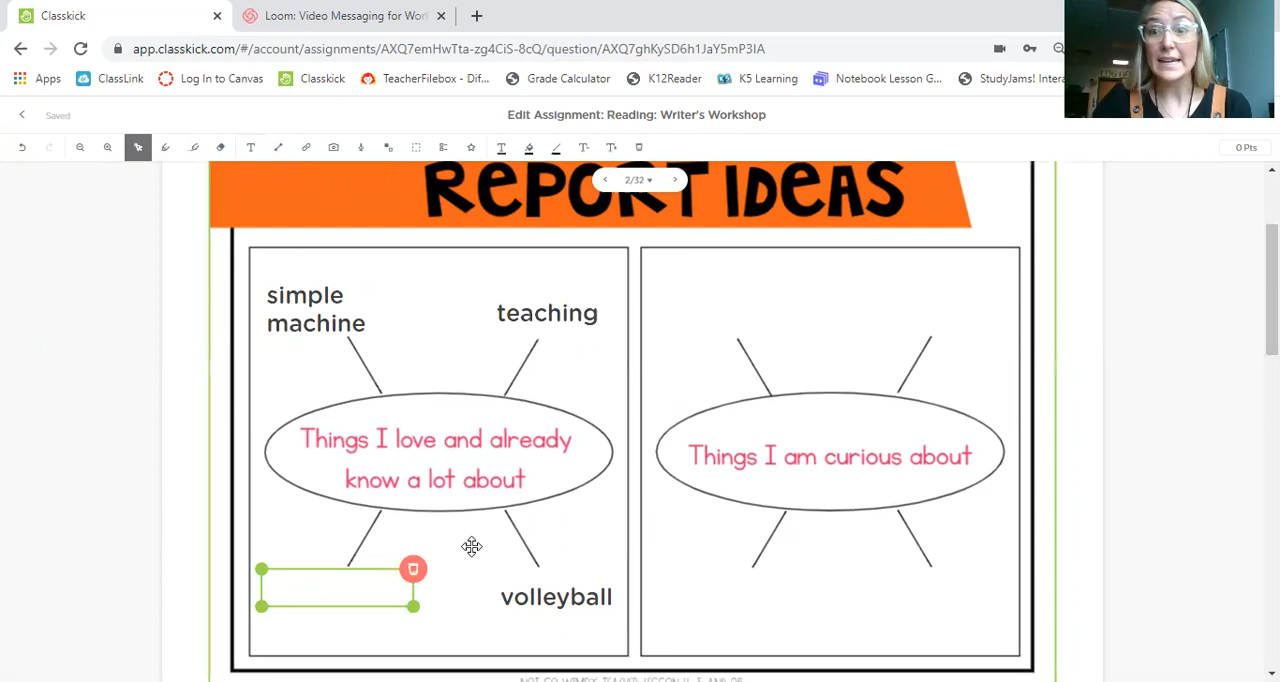 Classkick
Loom: Video Messaging for Wor
app.classkick.com/#/account/assignments/AXQ7emHwTta-zg4CiS-8cQ/question/AXQ7ghKySD6h1JaY5mP3IA
Apps
ClassLink
Log In to Canvas
Classkick
TeacherFilebox - Dif...
Grade Calculator
K12Reader
K5 Learning
Notebook Lesson G...
StudyJams! Intera
Saved
Edit Assignment: Reading: Writer's Workshop
0 Pts
2/32
REPORT IDEAS
simple
machine
teaching
Things I love and already
know a lot about
volleyball
Things I am curious about